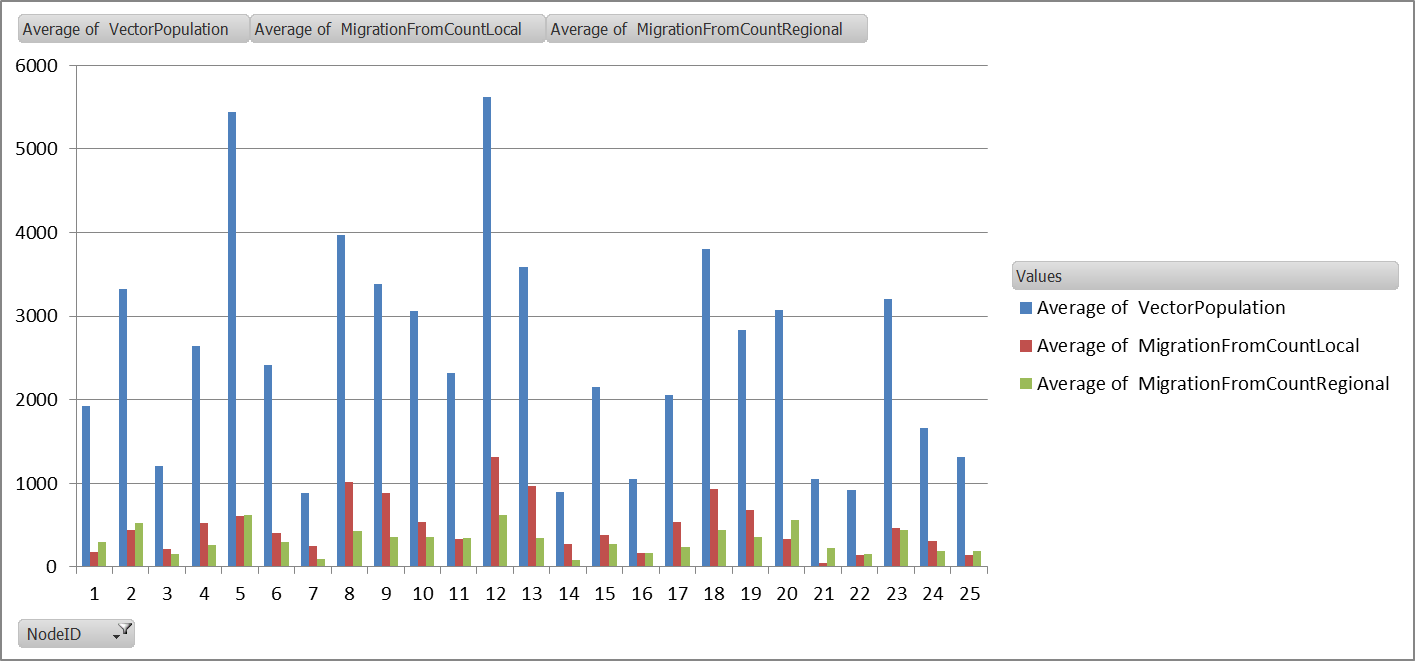 Average of VectorPopulation Average of MigrationFromCountLocal Average of MigrationFromCountRegional
6000
5000
4000
3000
2000
1000
0
1 2 3 4 5 6 7 8 9 10 11 12 13 14 15 16 17 18 19 20 21 22 23 24 25
NodeID
Values
Average of VectorPopulation
Average of MigrationFromCountLocal
Average of MigrationFromCountRegional